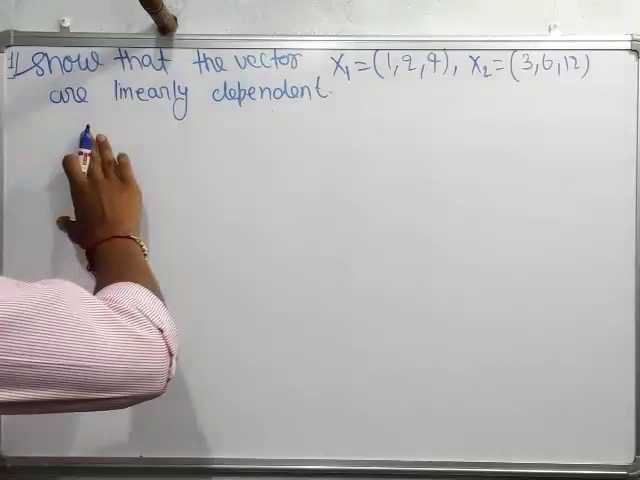 1) Show that the vector x₁=(1,2,4), x₂=(3,6,12)
are linearly dependent.